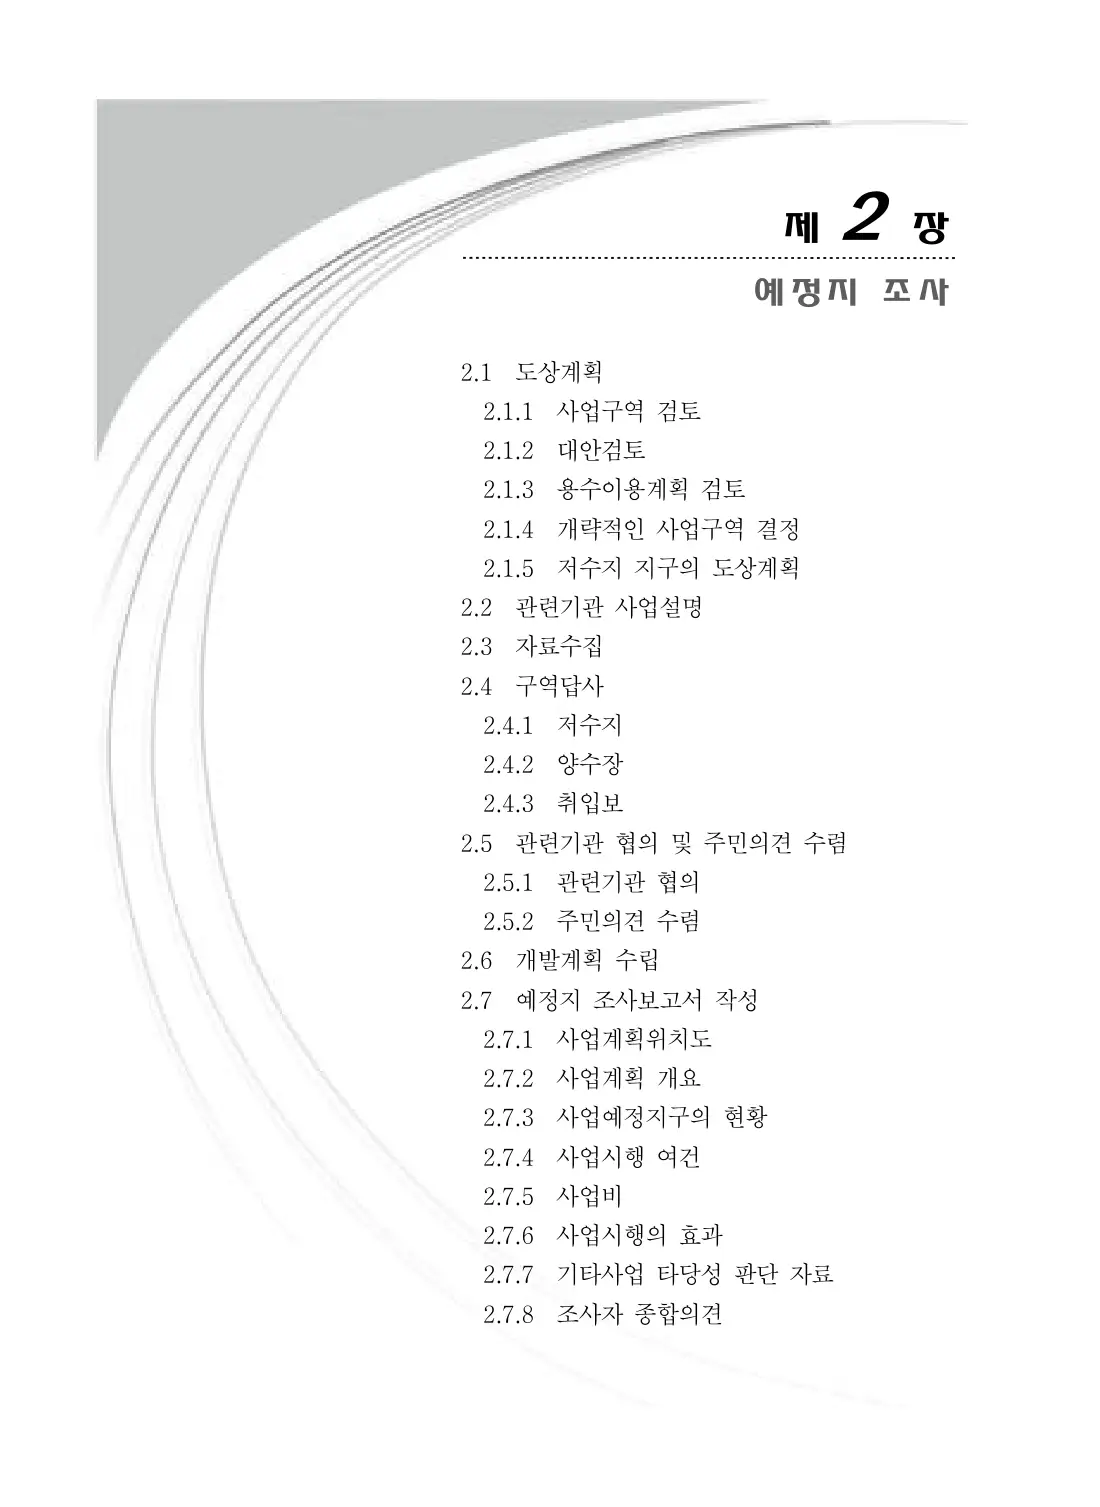 제 2 장
예정지 조사
2.1 도상계획
2.1.1 사업구역 검토
2.1.2 대안검토
2.1.3 용수이용계획 검토
2.1.4 개략적인 사업구역 결정
2.1.5 저수지 지구의 도상계획
2.2 관련기관 사업설명
2.3 자료수집
2.4 구역답사
2.4.1 저수지
2.4.2 양수장
2.4.3 취입보
2.5 관련기관 협의 및 주민의견 수렴
2.5.1 관련기관 협의
2.5.2 주민의견 수렴
2.6 개발계획 수립
2.7 예정지 조사보고서 작성
2.7.1 사업계획위치도
2.7.2 사업계획 개요
2.7.3 사업예정지구의 현황
2.7.4 사업시행 여건
2.7.5 사업비
2.7.6 사업시행의 효과
2.7.7 기타사업 타당성 판단 자료
2.7.8 조사자 종합의견